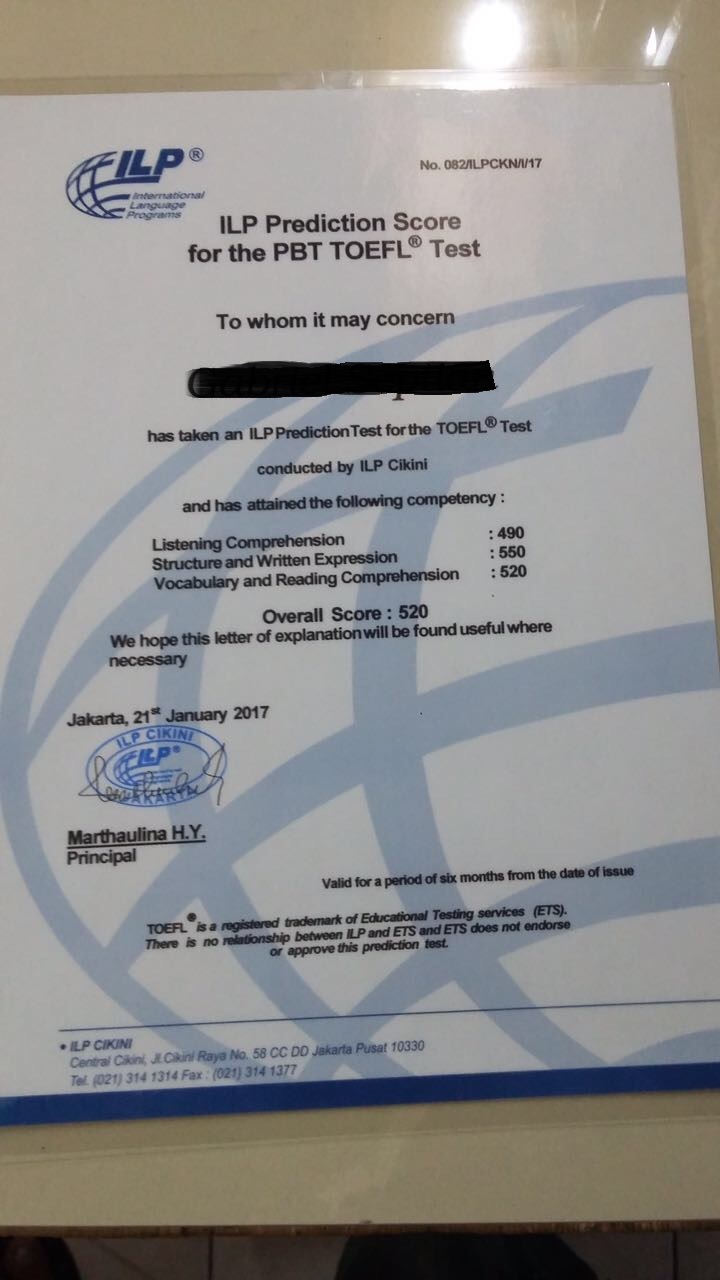 ILP®
International
Language
Programs
No. 082/ILPCKN/I/17
ILP Prediction Score
for the PBT TOEFL® Test
To whom it may concern
has taken an ILP Prediction Test for the TOEFL® Test
conducted by ILP Cikini
and has attained the following competency :
Listening Comprehension : 490
Structure and Written Expression : 550
Vocabulary and Reading Comprehension : 520
Overall Score : 520
We hope this letter of explanation will be found useful where
necessary
Jakarta, 21st January 2017
ILP CIKINI
ILP®
JAKARTA
Marthaulina H.Y.
Principal
Valid for a period of six months from the date of issue
TOEFL® is a registered trademark of Educational Testing services (ETS).
There is no relationship between ILP and ETS and ETS does not endorse
or approve this prediction test.
• ILP CIKINI
Central Cikini, Jl.Cikini Raya No. 58 CC DD Jakarta Pusat 10330
Tel. (021) 314 1314 Fax : (021) 314 1377